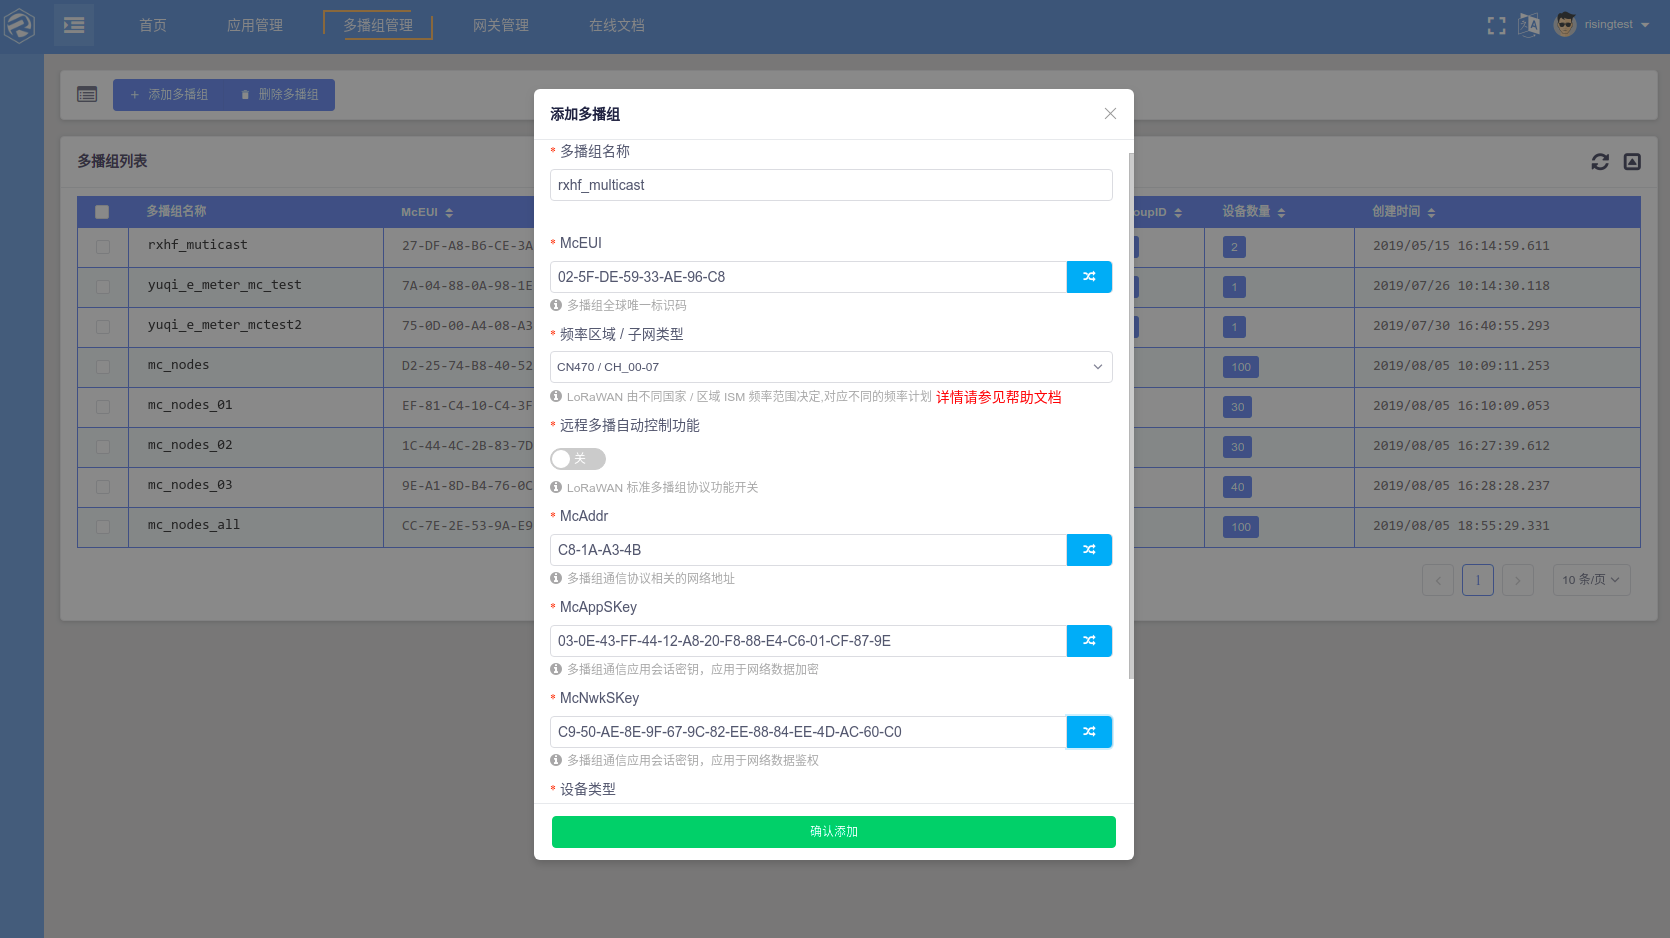 首页 应用管理 多播组管理 网关管理 在线文档 risingtest
+ 添加多播组 删除多播组
添加多播组
多播组列表
* 多播组名称
rxhf_multicast
多播组名称 McEUI oupID 设备数量 创建时间
rxhf_muticast 27-DF-A8-B6-CE-3A 2 2019/05/15 16:14:59.611
yuqi_e_meter_mc_test 7A-04-88-0A-98-1E 1 2019/07/26 10:14:30.118
yuqi_e_meter_mctest2 75-0D-00-A4-08-A3 1 2019/07/30 16:40:55.293
mc_nodes D2-25-74-B8-40-52 100 2019/08/05 10:09:11.253
mc_nodes_01 EF-81-C4-10-C4-3F 30 2019/08/05 16:10:09.053
mc_nodes_02 1C-44-4C-2B-83-7D 30 2019/08/05 16:27:39.612
mc_nodes_03 9E-A1-8D-B4-76-0C 40 2019/08/05 16:28:28.237
mc_nodes_all CC-7E-2E-53-9A-E9 100 2019/08/05 18:55:29.331
1 10 条/页
* McEUI
02-5F-DE-59-33-AE-96-C8
多播组全球唯一标识码
* 频率区域 / 子网类型
CN470 / CH_00-07
LoRaWAN 由不同国家 / 区域 ISM 频率范围决定,对应不同的频率计划 详情请参见帮助文档
* 远程多播自动控制功能
关
LoRaWAN 标准多播组协议功能开关
* McAddr
C8-1A-A3-4B
多播组通信协议相关的网络地址
* McAppSKey
03-0E-43-FF-44-12-A8-20-F8-88-E4-C6-01-CF-87-9E
多播组通信应用会话密钥，应用于网络数据加密
* McNwkSKey
C9-50-AE-8E-9F-67-9C-82-EE-88-84-EE-4D-AC-60-C0
多播组通信应用会话密钥，应用于网络数据鉴权
* 设备类型
确认添加